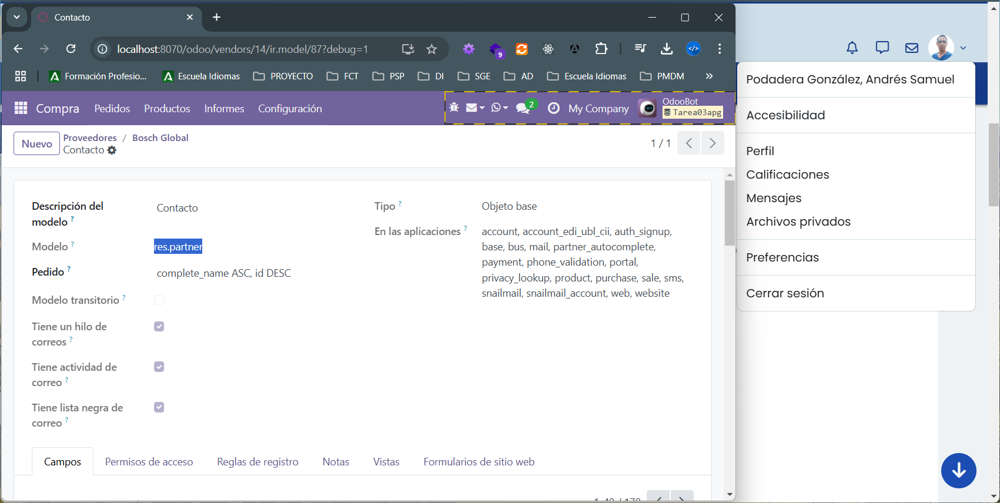 Contacto
localhost:8070/odoo/vendors/14/ir.model/87?debug=1
9
Formación Profesio...
Escuela Idiomas
PROYECTO
FCT
PSP
DI
SGE
AD
Escuela Idiomas
PMDM
Compra
Pedidos
Productos
Informes
Configuración
2
My Company
OdooBot
Tarea03apg
Nuevo
Proveedores / Bosch Global
Contacto
1 / 1
Descripción del
modelo ?
Contacto
Modelo ?
res.partner
Pedido ?
complete_name ASC, id DESC
Modelo transitorio ?
Tiene un hilo de
correos ?
Tiene actividad de
correo ?
Tiene lista negra de
correo ?
Tipo ?
Objeto base
En las aplicaciones ?
account, account_edi_ubl_cii, auth_signup,
base, bus, mail, partner_autocomplete,
payment, phone_validation, portal,
privacy_lookup, product, purchase, sale, sms,
snailmail, snailmail_account, web, website
Campos
Permisos de acceso
Reglas de registro
Notas
Vistas
Formularios de sitio web
Podadera González, Andrés Samuel
Accesibilidad
Perfil
Calificaciones
Mensajes
Archivos privados
Preferencias
Cerrar sesión